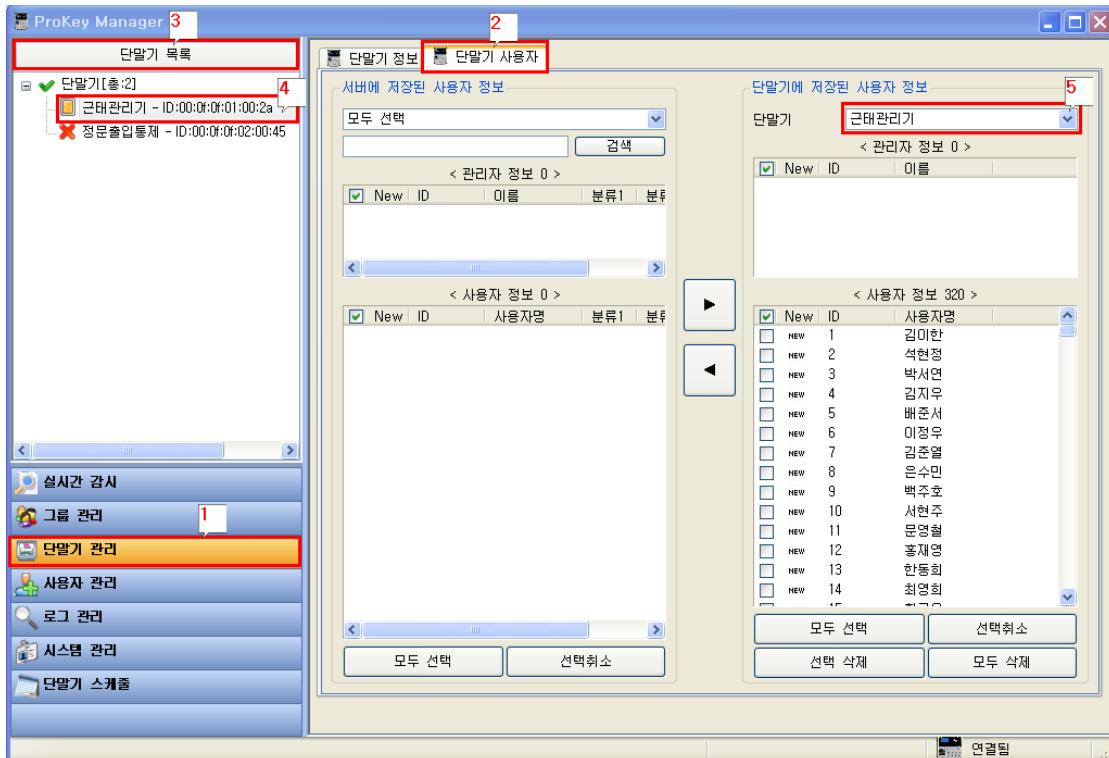 ProKey Manager
3
단말기 목록
단말기[총:2]
4
근태관리기 - ID:00:0f:0f:01:00:2a
정문출입통제 - ID:00:0f:0f:02:00:45
실시간 감시
그룹 관리
1
단말기 관리
사용자 관리
로그 관리
시스템 관리
단말기 스케줄
2
단말기 정보
단말기 사용자
서버에 저장된 사용자 정보
모두 선택
검색
< 관리자 정보 0 >
New ID 이름 분류1
< 사용자 정보 0 >
New ID 사용자명 분류1
모두 선택 선택취소
단말기에 저장된 사용자 정보
5
단말기 근태관리기
< 관리자 정보 0 >
New ID 이름
< 사용자 정보 320 >
New ID 사용자명
NEW 1 김이한
NEW 2 석현정
NEW 3 박서연
NEW 4 김지우
NEW 5 배준서
NEW 6 이정우
NEW 7 김준열
NEW 8 은수민
NEW 9 백주호
NEW 10 서현주
NEW 11 문영철
NEW 12 홍재영
NEW 13 한동희
NEW 14 최영희
모두 선택 선택취소
선택 삭제 모두 삭제
연결됨